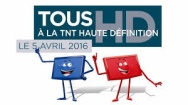 TOUS HD
À LA TNT HAUTE DÉFINITION
LE 5 AVRIL 2016